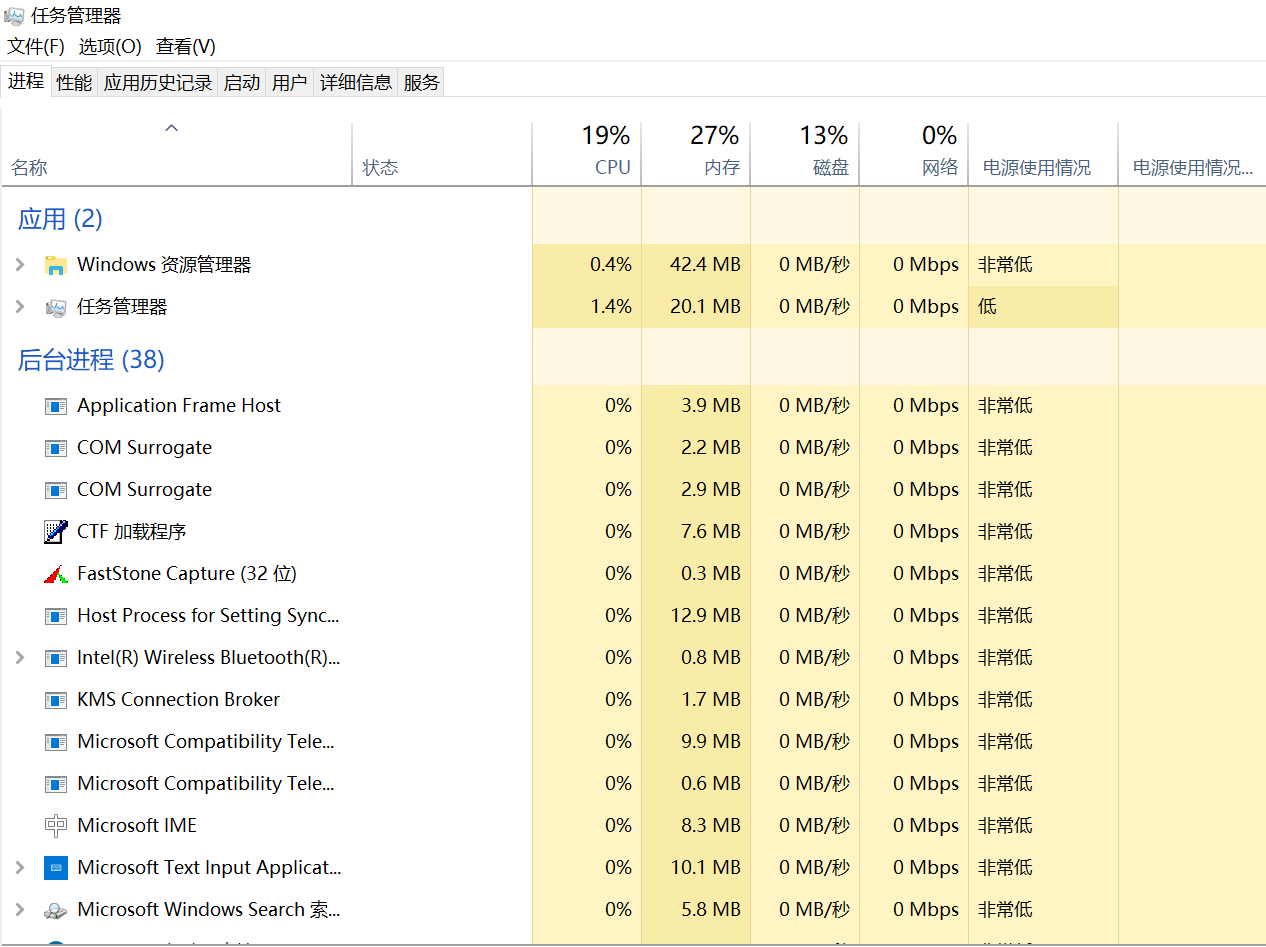 任务管理器
文件(F) 选项(O) 查看(V)
进程 性能 应用历史记录 启动 用户 详细信息 服务
19% 27% 13% 0%
名称 状态 CPU 内存 磁盘 网络 电源使用情况 电源使用情况...
应用 (2)
Windows 资源管理器 0.4% 42.4 MB 0 MB/秒 0 Mbps 非常低
任务管理器 1.4% 20.1 MB 0 MB/秒 0 Mbps 低
后台进程 (38)
Application Frame Host 0% 3.9 MB 0 MB/秒 0 Mbps 非常低
COM Surrogate 0% 2.2 MB 0 MB/秒 0 Mbps 非常低
COM Surrogate 0% 2.9 MB 0 MB/秒 0 Mbps 非常低
CTF 加载程序 0% 7.6 MB 0 MB/秒 0 Mbps 非常低
FastStone Capture (32 位) 0% 0.3 MB 0 MB/秒 0 Mbps 非常低
Host Process for Setting Sync... 0% 12.9 MB 0 MB/秒 0 Mbps 非常低
Intel(R) Wireless Bluetooth(R)... 0% 0.8 MB 0 MB/秒 0 Mbps 非常低
KMS Connection Broker 0% 1.7 MB 0 MB/秒 0 Mbps 非常低
Microsoft Compatibility Tele... 0% 9.9 MB 0 MB/秒 0 Mbps 非常低
Microsoft Compatibility Tele... 0% 0.6 MB 0 MB/秒 0 Mbps 非常低
Microsoft IME 0% 8.3 MB 0 MB/秒 0 Mbps 非常低
Microsoft Text Input Applicat... 0% 10.1 MB 0 MB/秒 0 Mbps 非常低
Microsoft Windows Search 索... 0% 5.8 MB 0 MB/秒 0 Mbps 非常低